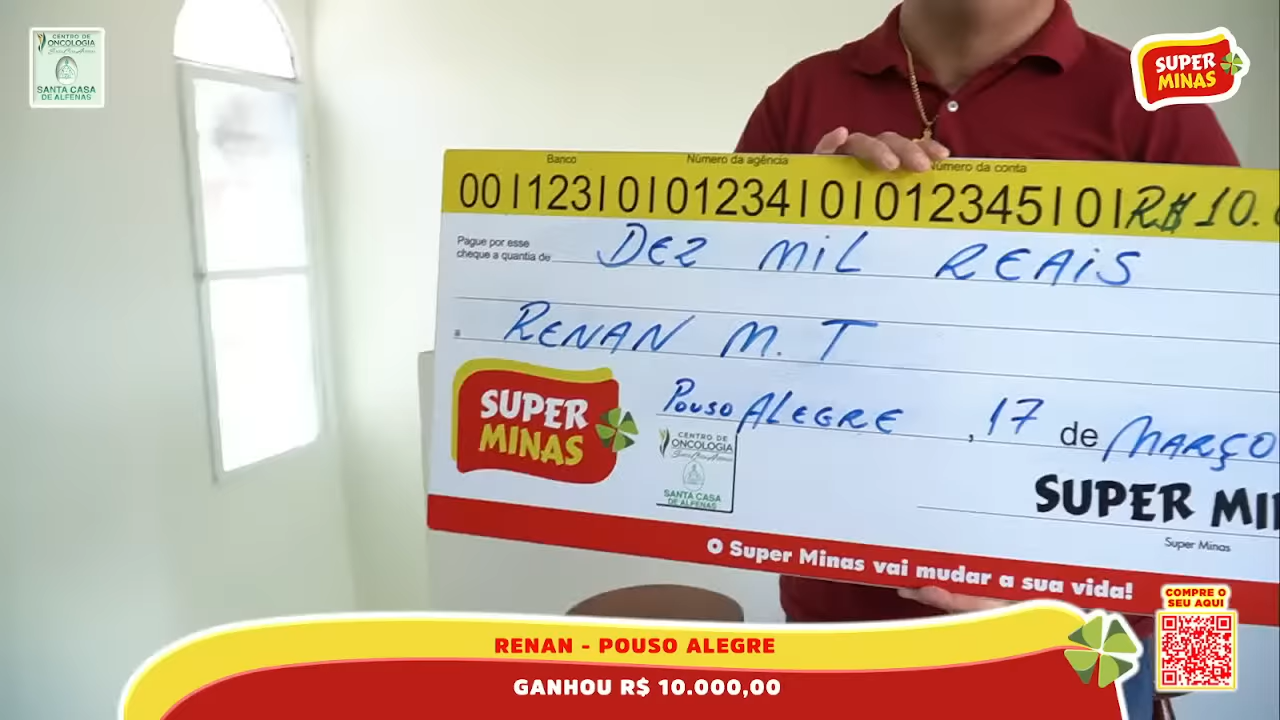 CENTRO DE
ONCOLOGIA
SANTA CASA
DE ALFENAS
SUPER
MINAS
Banco
Número da agência
Número da conta
00|123|0|01234|0|012345|0|R$ 10.
Pague por esse
cheque a quantia de
DEZ MIL REAIS
a
RENAN M. T
SUPER
MINAS
POUSO ALEGRE, 17 de MARÇO
CENTRO DE
ONCOLOGIA
SANTA CASA
DE ALFENAS
SUPER MI
Super Minas
O Super Minas vai mudar a sua vida!
COMPRE O
SEU AQUI
RENAN - POUSO ALEGRE
GANHOU R$ 10.000,00